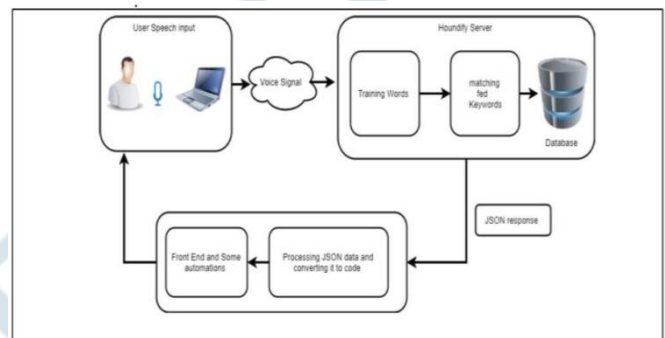 User Speech input
Voice Signal
Houndify Server
Training Words
matching
fed
Keywords
Database
JSON response
Front End and Some
automations
Processing JSON data and
converting it to code